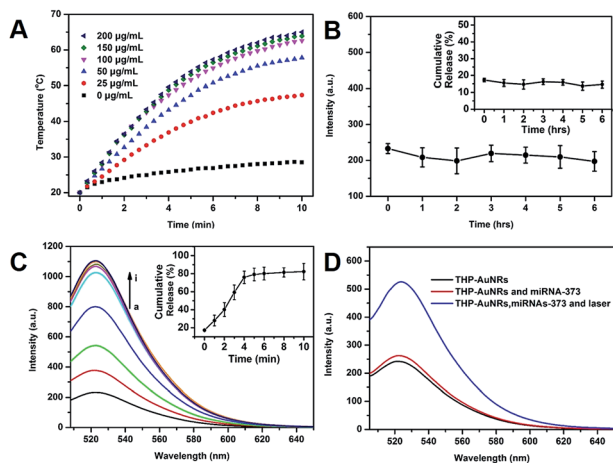 A
200 μg/mL
150 μg/mL
100 μg/mL
50 μg/mL
25 μg/mL
0 μg/mL
Temperature (°C)
70
60
50
40
30
20
0 2 4 6 8 10
Time (min)
B
Intensity (a.u.)
600
500
400
300
200
100
0 1 2 3 4 5 6
Time (hrs)
Cumulative
Release (%)
50
40
30
20
10
0
0 1 2 3 4 5 6
Time (hrs)
C
Intensity (a.u.)
1200
1000
800
600
400
200
0
520 540 560 580 600 620 640
Wavelength (nm)
i
a
Cumulative
Release (%)
100
80
60
40
20
0 2 4 6 8 10
Time (min)
D
THP-AuNRs
THP-AuNRs and miRNA-373
THP-AuNRs,miRNAs-373 and laser
Intensity (a.u.)
700
600
500
400
300
200
100
0
520 540 560 580 600 620 640
Wavelength (nm)